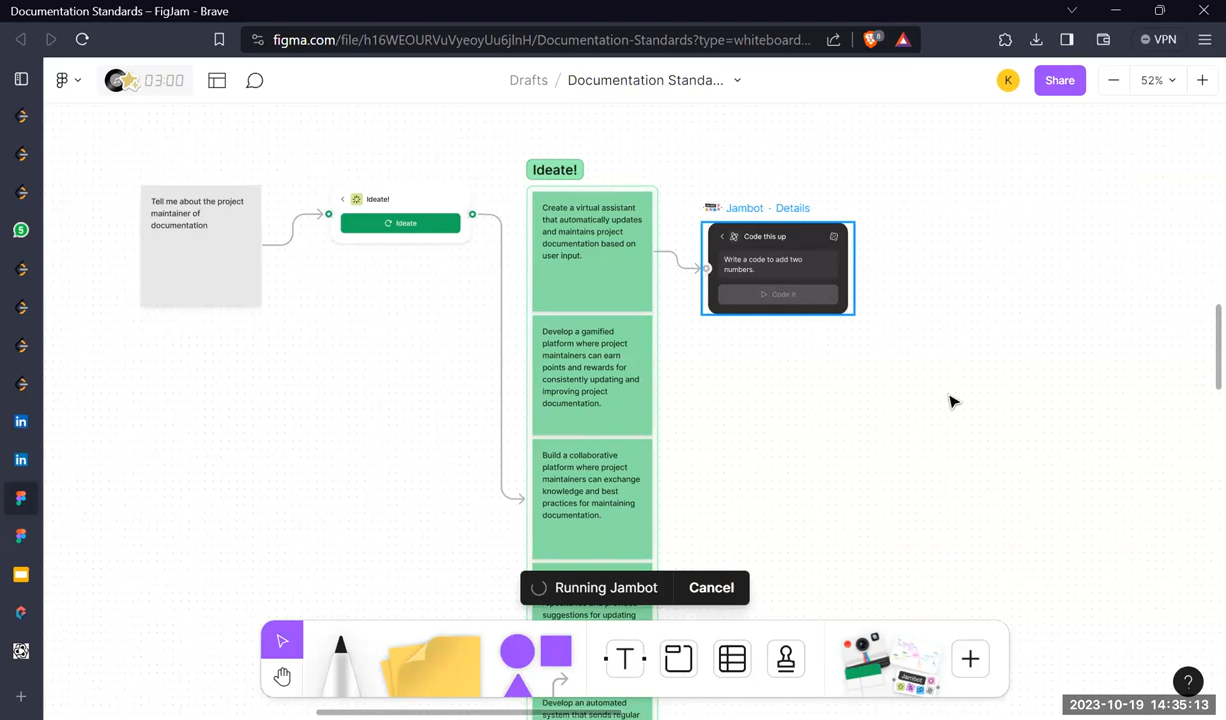 Documentation Standards – FigJam - Brave
figma.com/file/h16WEOURVuVyeoyUu6jlnH/Documentation-Standards?type=whiteboard...
VPN
03:00
Drafts / Documentation Standa...
K
Share
52%
Ideate!
Tell me about the project
maintainer of
documentation
Ideate!
Ideate
Create a virtual assistant
that automatically updates
and maintains project
documentation based on
user input.
Jambot · Details
Code this up
Write a code to add two
numbers.
Code it
Develop a gamified
platform where project
maintainers can earn
points and rewards for
consistently updating and
improving project
documentation.
Build a collaborative
platform where project
maintainers can exchange
knowledge and best
practices for maintaining
documentation.
Running Jambot
Cancel
suggestions for updating
T
Jambot
?
Develop an automated
system that sends regular
2023-10-19 14:35:13